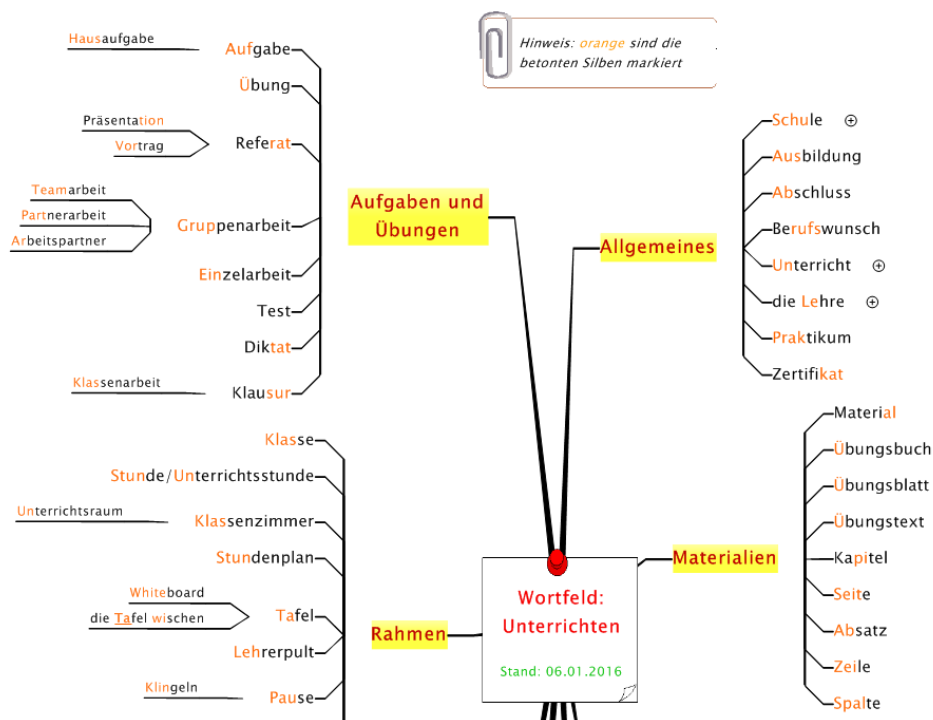 Hinweis: orange sind die
betonten Silben markiert
Aufgaben und
Übungen
Hausaufgabe
Aufgabe
Übung
Präsentation
Vortrag
Referat
Teamarbeit
Partnerarbeit
Arbeitspartner
Gruppenarbeit
Einzelarbeit
Test
Diktat
Klassenarbeit
Klausur
Allgemeines
Schule
Ausbildung
Abschluss
Berufswunsch
Unterricht
die Lehre
Praktikum
Zertifikat
Materialien
Material
Übungsbuch
Übungsblatt
Übungstext
Kapitel
Seite
Absatz
Zeile
Spalte
Rahmen
Klasse
Stunde/Unterrichtsstunde
Unterrichtsraum
Klassenzimmer
Stundenplan
Whiteboard
die Tafel wischen
Tafel
Lehrerpult
Klingeln
Pause
Wortfeld:
Unterrichten
Stand: 06.01.2016